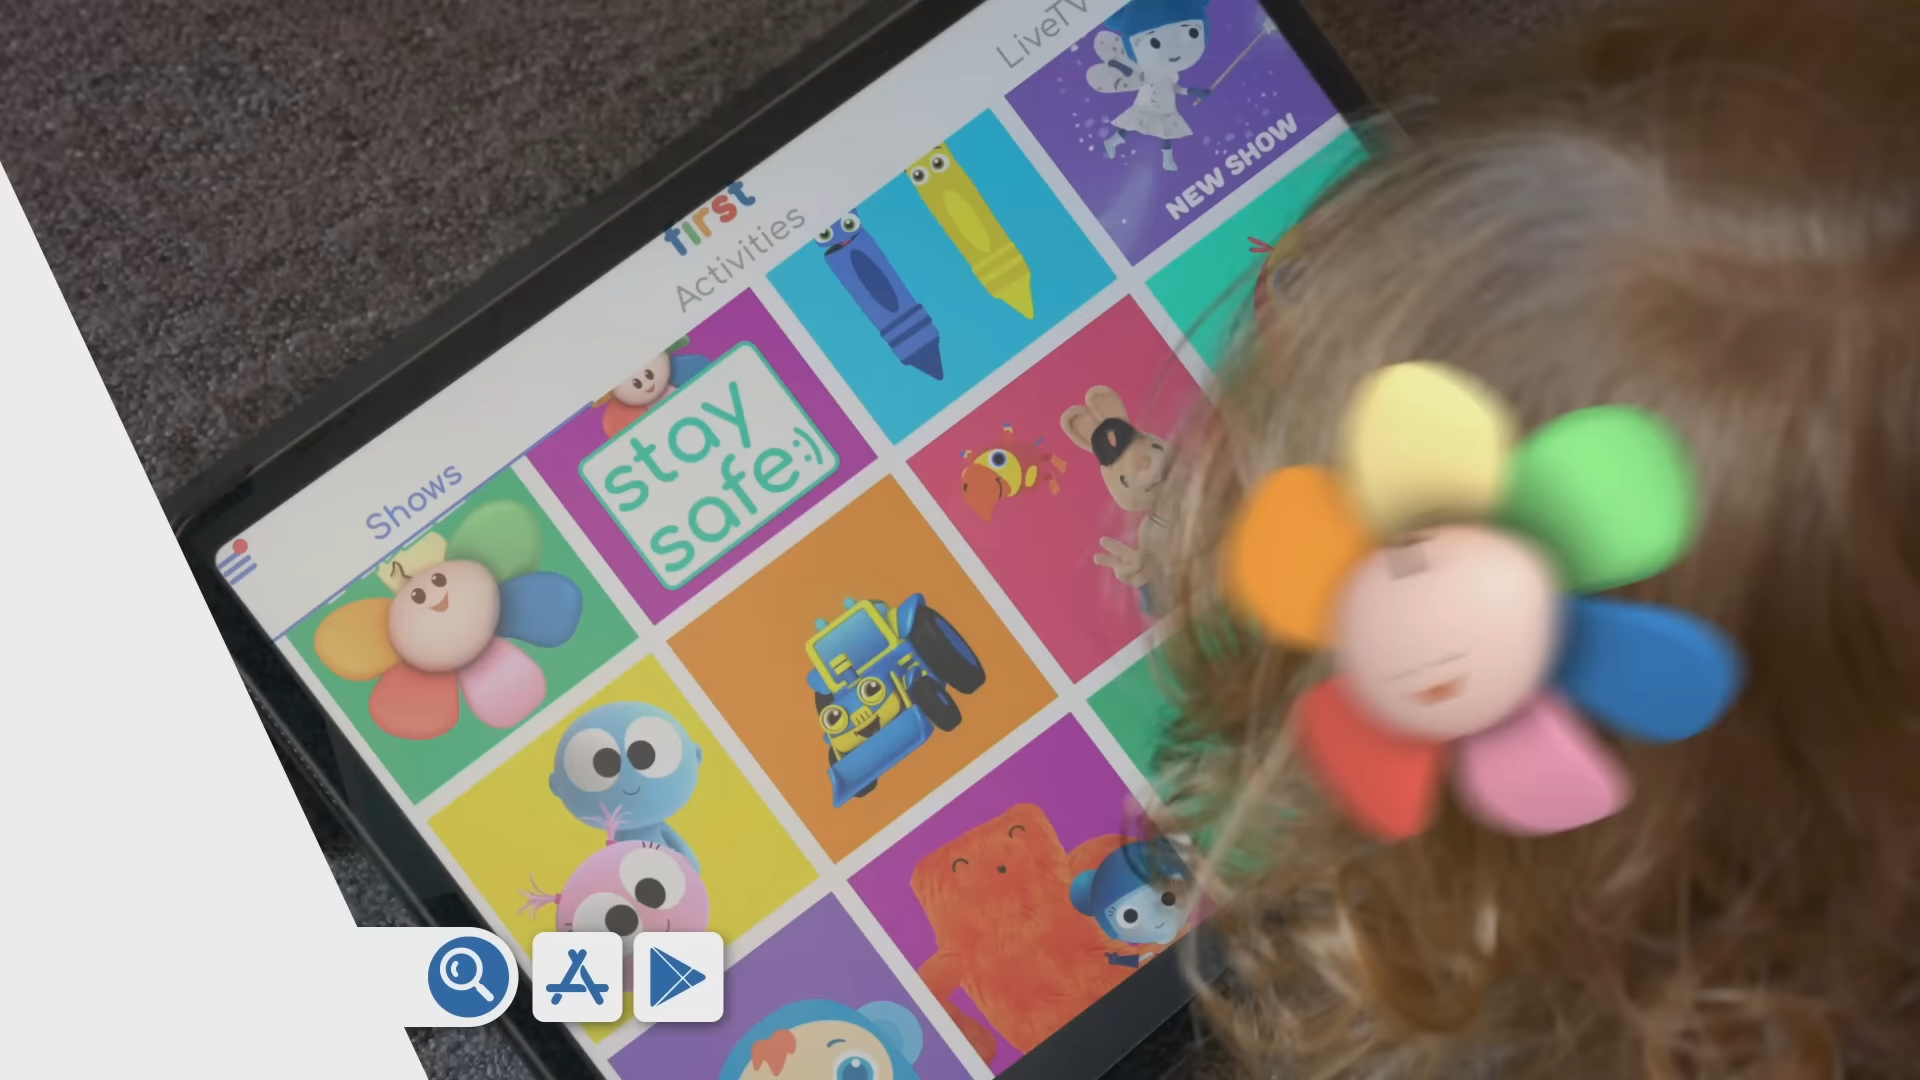 first
Shows
Activities
LiveTV
stay
safe:)
NEW SHOW